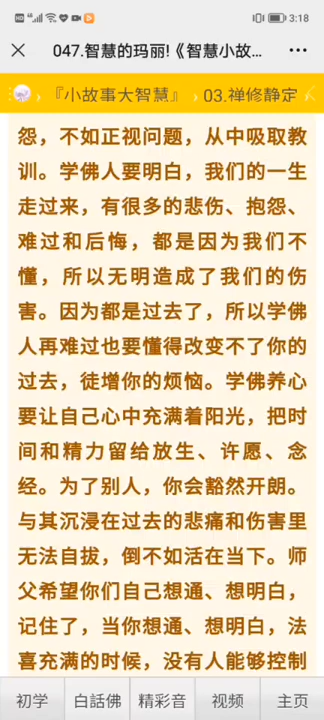 3:18
047.智慧的玛丽!《智慧小故...
『小故事大智慧』 › 03.禅修静定
怨，不如正视问题，从中吸取教
训。学佛人要明白，我们的一生
走过来，有很多的悲伤、抱怨、
难过和后悔，都是因为我们不
懂，所以无明造成了我们的伤
害。因为都是过去了，所以学佛
人再难过也要懂得改变不了你的
过去，徒增你的烦恼。学佛养心
要让自己心中充满着阳光，把时
间和精力留给放生、许愿、念
经。为了别人，你会豁然开朗。
与其沉浸在过去的悲痛和伤害里
无法自拔，倒不如活在当下。师
父希望你们自己想通、想明白，
记住了，当你想通、想明白，法
喜充满的时候，没有人能够控制
初学 白話佛 精彩音 视频 主页